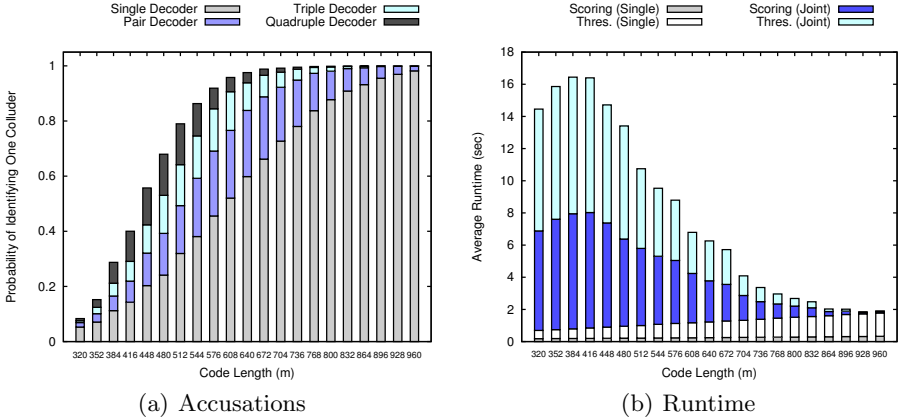 Single Decoder
Pair Decoder
Triple Decoder
Quadruple Decoder
Probability of Identifying One Colluder
1
0.8
0.6
0.4
0.2
0
320 352 384 416 448 480 512 544 576 608 640 672 704 736 768 800 832 864 896 928 960
Code Length (m)
(a) Accusations
Scoring (Single)
Thres. (Single)
Scoring (Joint)
Thres. (Joint)
Average Runtime (sec)
18
16
14
12
10
8
6
4
2
0
320 352 384 416 448 480 512 544 576 608 640 672 704 736 768 800 832 864 896 928 960
Code Length (m)
(b) Runtime